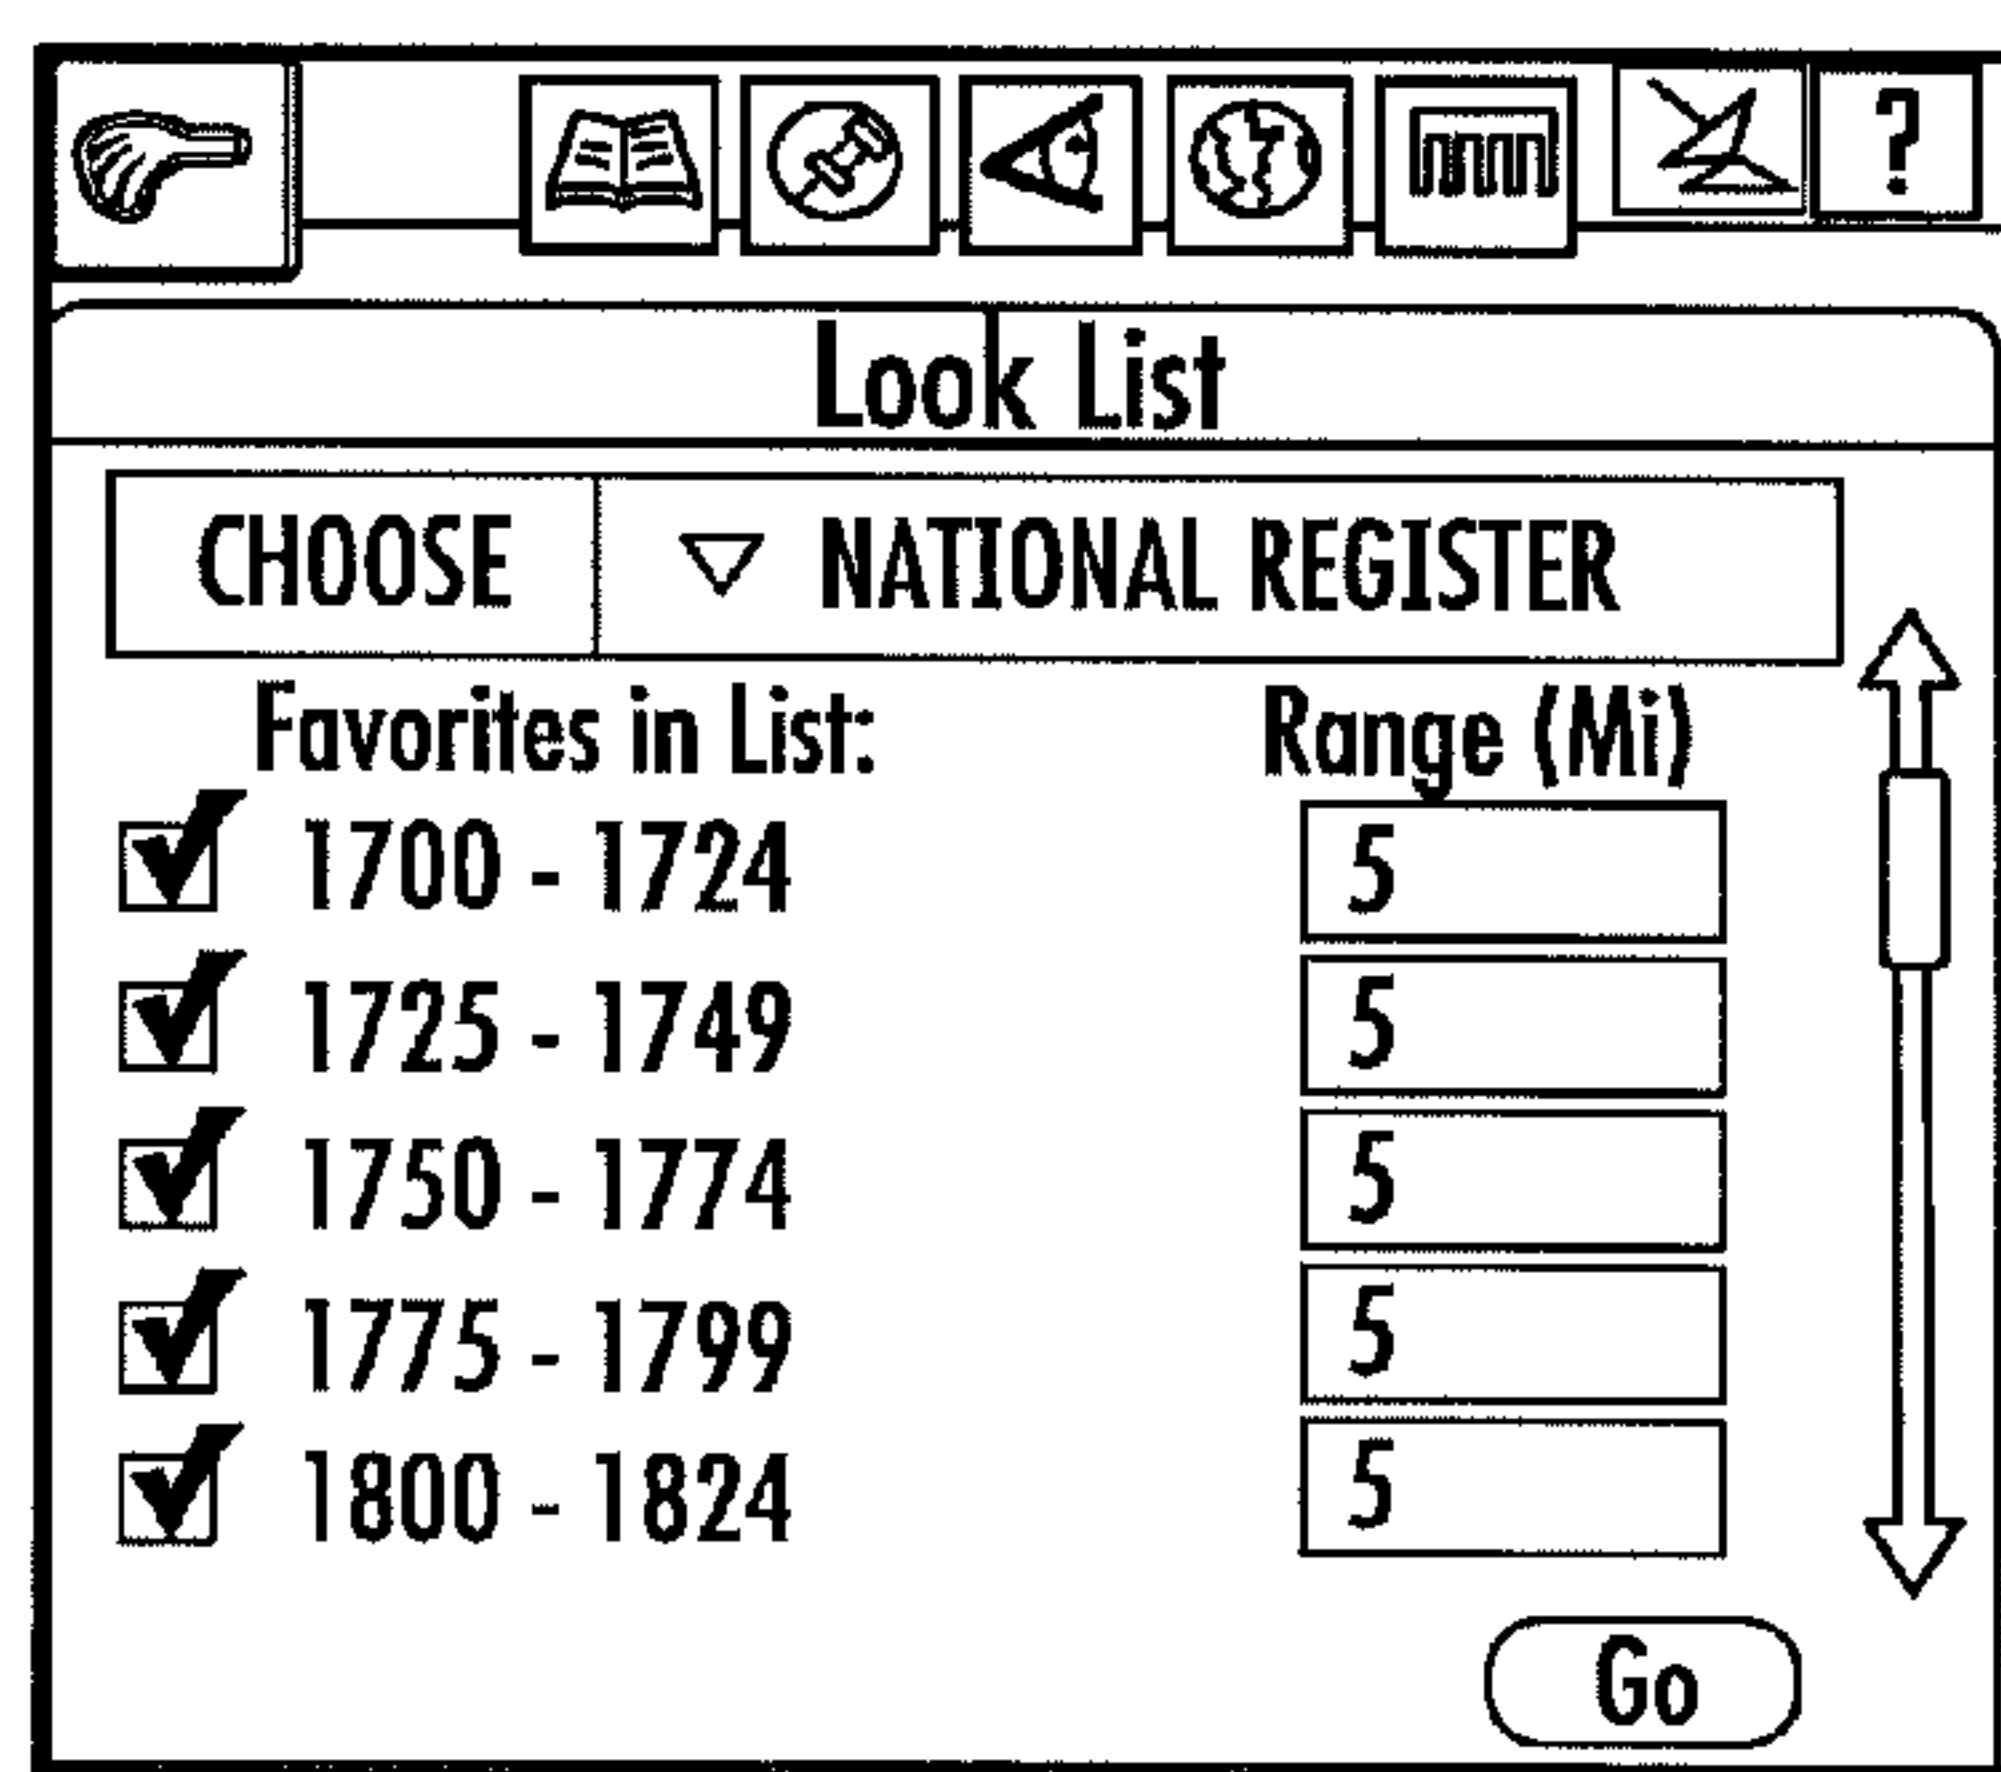 ?
Look List
CHOOSE ▽ NATIONAL REGISTER
Favorites in List: Range (Mi)
1700 - 1724 5
1725 - 1749 5
1750 - 1774 5
1775 - 1799 5
1800 - 1824 5
Go